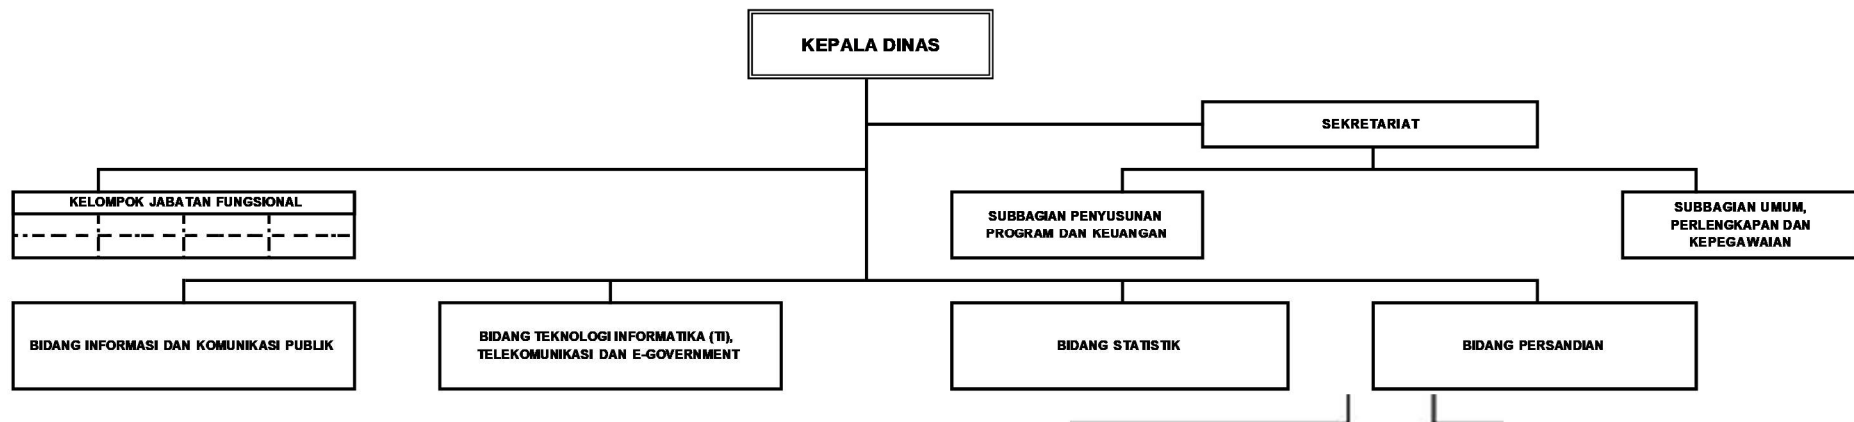 KEPALA DINAS
SEKRETARIAT
KELOMPOK JABATAN FUNGSIONAL
SUBBAGIAN PENYUSUNAN
PROGRAM DAN KEUANGAN
SUBBAGIAN UMUM,
PERLENGKAPAN DAN
KEPEGAWAIAN
BIDANG INFORMASI DAN KOMUNIKASI PUBLIK
BIDANG TEKNOLOGI INFORMATIKA (TI),
TELEKOMUNIKASI DAN E-GOVERNMENT
BIDANG STATISTIK
BIDANG PERSANDIAN